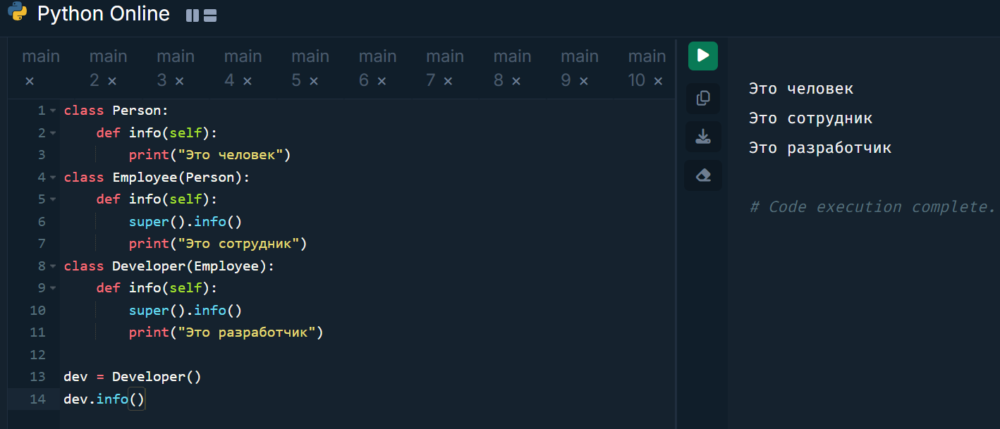 Python Online
main main main main main main main main main main
× 2 × 3 × 4 × 5 × 6 × 7 × 8 × 9 × 10 ×
1 class Person:
2     def info(self):
3         print("Это человек")
4 class Employee(Person):
5     def info(self):
6         super().info()
7         print("Это сотрудник")
8 class Developer(Employee):
9     def info(self):
10         super().info()
11         print("Это разработчик")
12
13 dev = Developer()
14 dev.info()
Это человек
Это сотрудник
Это разработчик
# Code execution complete.